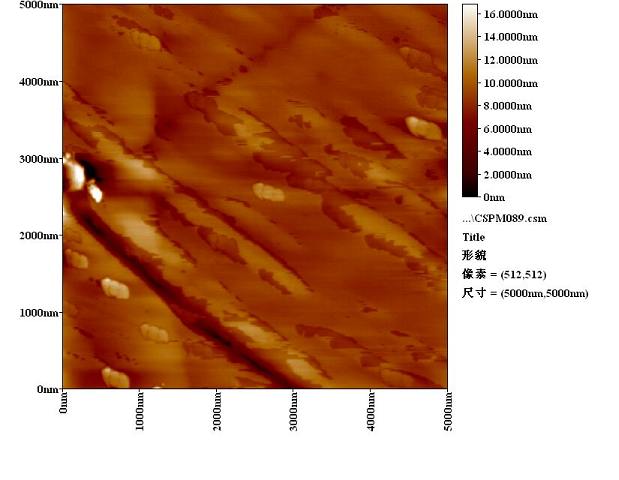 5000nm
4000nm
3000nm
2000nm
1000nm
0nm
0nm
1000nm
2000nm
3000nm
4000nm
5000nm
16.0000nm
14.0000nm
12.0000nm
10.0000nm
8.0000nm
6.0000nm
4.0000nm
2.0000nm
0nm
...\CSPM089.csm
Title
形貌
像素 = (512,512)
尺寸 = (5000nm,5000nm)